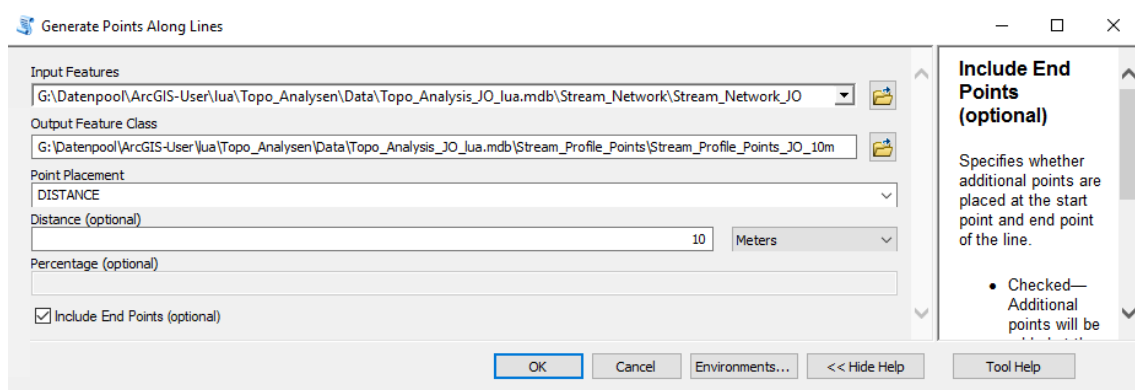 Generate Points Along Lines
Input Features
G:\Datenpool\ArcGIS-User\lua\Topo_Analysen\Data\Topo_Analysis_JO_lua.mdb\Stream_Network\Stream_Network_JO
Output Feature Class
G:\Datenpool\ArcGIS-User\lua\Topo_Analysen\Data\Topo_Analysis_JO_lua.mdb\Stream_Profile_Points\Stream_Profile_Points_JO_10m
Point Placement
DISTANCE
Distance (optional)
10 Meters
Percentage (optional)
Include End Points (optional)
OK Cancel Environments... << Hide Help Tool Help
Include End
Points
(optional)
Specifies whether
additional points are
placed at the start
point and end point
of the line.
• Checked—
Additional
points will be